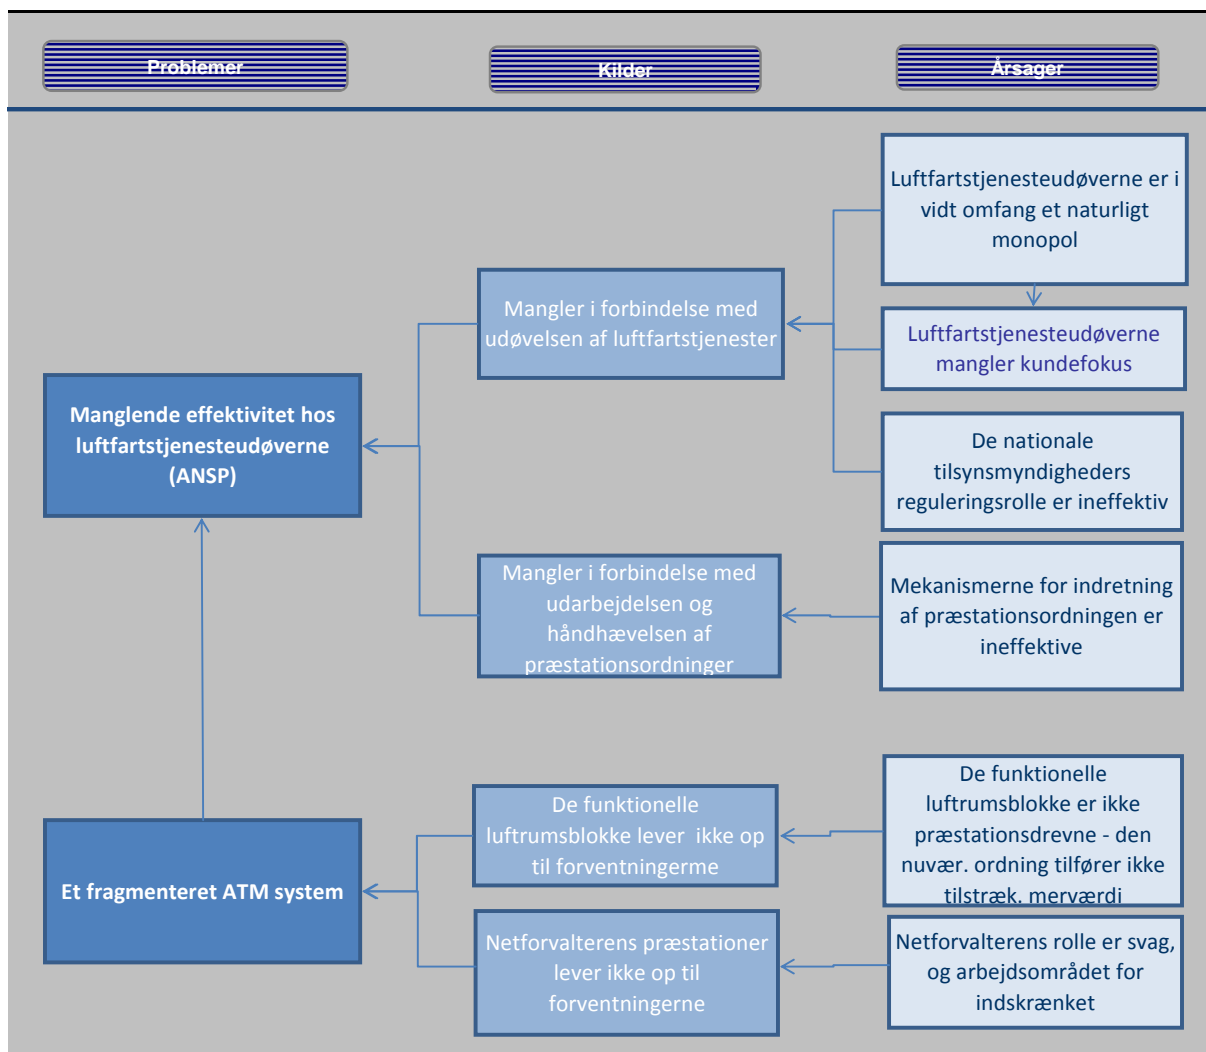 Problemer
Kilder
Årsager
Luftfartstjenesteudøverne er i
vidt omfang et naturligt
monopol
Mangler i forbindelse med
udøvelsen af luftfartstjenester
Luftfartstjenesteudøverne
mangler kundefokus
Manglende effektivitet hos
luftfartstjenesteudøverne
(ANSP)
De nationale
tilsynsmyndigheders
reguleringsrolle er ineffektiv
Mangler i forbindelse med
udarbejdelsen og
håndhævelsen af
præstationsordninger
Mekanismerne for indretning
af præstationsordningen er
ineffektive
De funktionelle
luftrumsblokke lever  ikke op
til forventningerme
De funktionelle
luftrumsblokke er ikke
præstationsdrevne - den
nuvær. ordning tilfører ikke
tilstræk. merværdi
Et fragmenteret ATM system
Netforvalterens præstationer
lever ikke op til
forventningerne
Netforvalterens rolle er svag,
og arbejdsområdet for
indskrænket